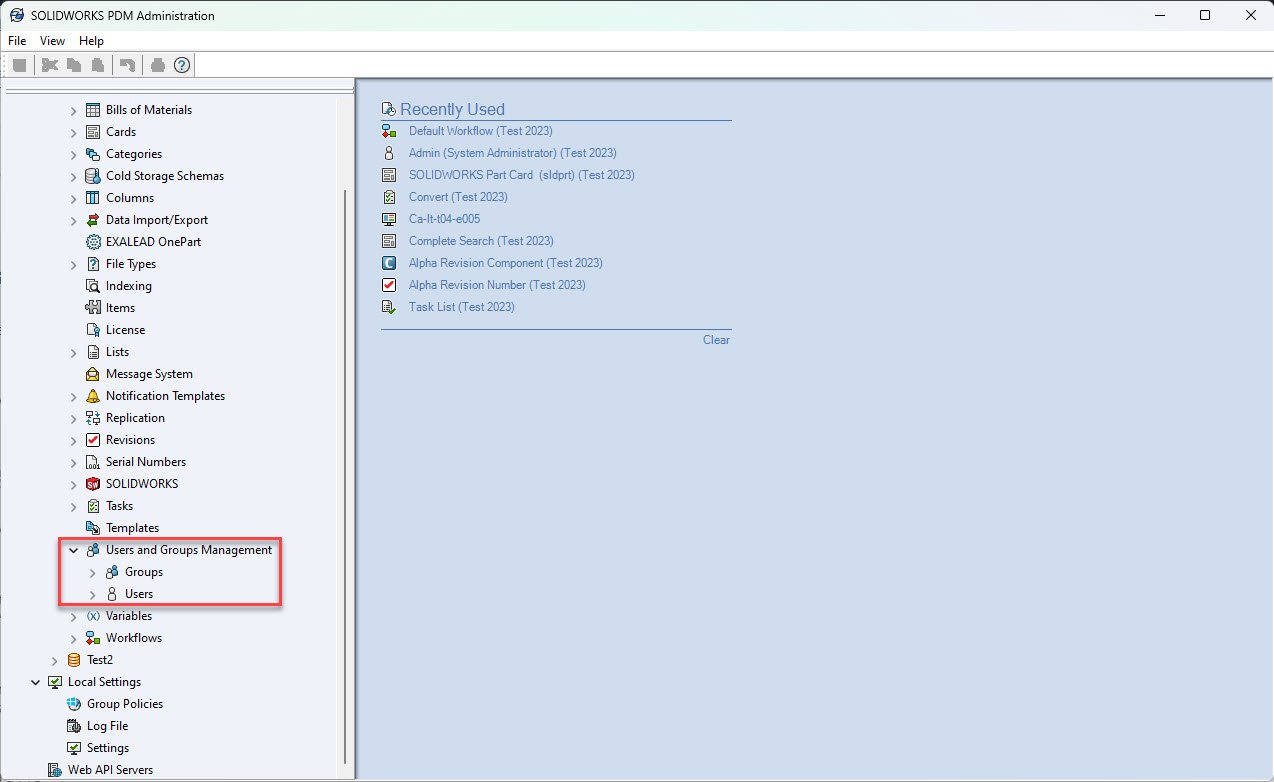 SOLIDWORKS PDM Administration
File View Help
Bills of Materials
Cards
Categories
Cold Storage Schemas
Columns
Data Import/Export
EXALEAD OnePart
File Types
Indexing
Items
License
Lists
Message System
Notification Templates
Replication
Revisions
Serial Numbers
SOLIDWORKS
Tasks
Templates
Users and Groups Management
Groups
Users
Variables
Workflows
Test2
Local Settings
Group Policies
Log File
Settings
Web API Servers
Recently Used
Default Workflow (Test 2023)
Admin (System Administrator) (Test 2023)
SOLIDWORKS Part Card (sldprt) (Test 2023)
Convert (Test 2023)
Ca-lt-t04-e005
Complete Search (Test 2023)
Alpha Revision Component (Test 2023)
Alpha Revision Number (Test 2023)
Task List (Test 2023)
Clear